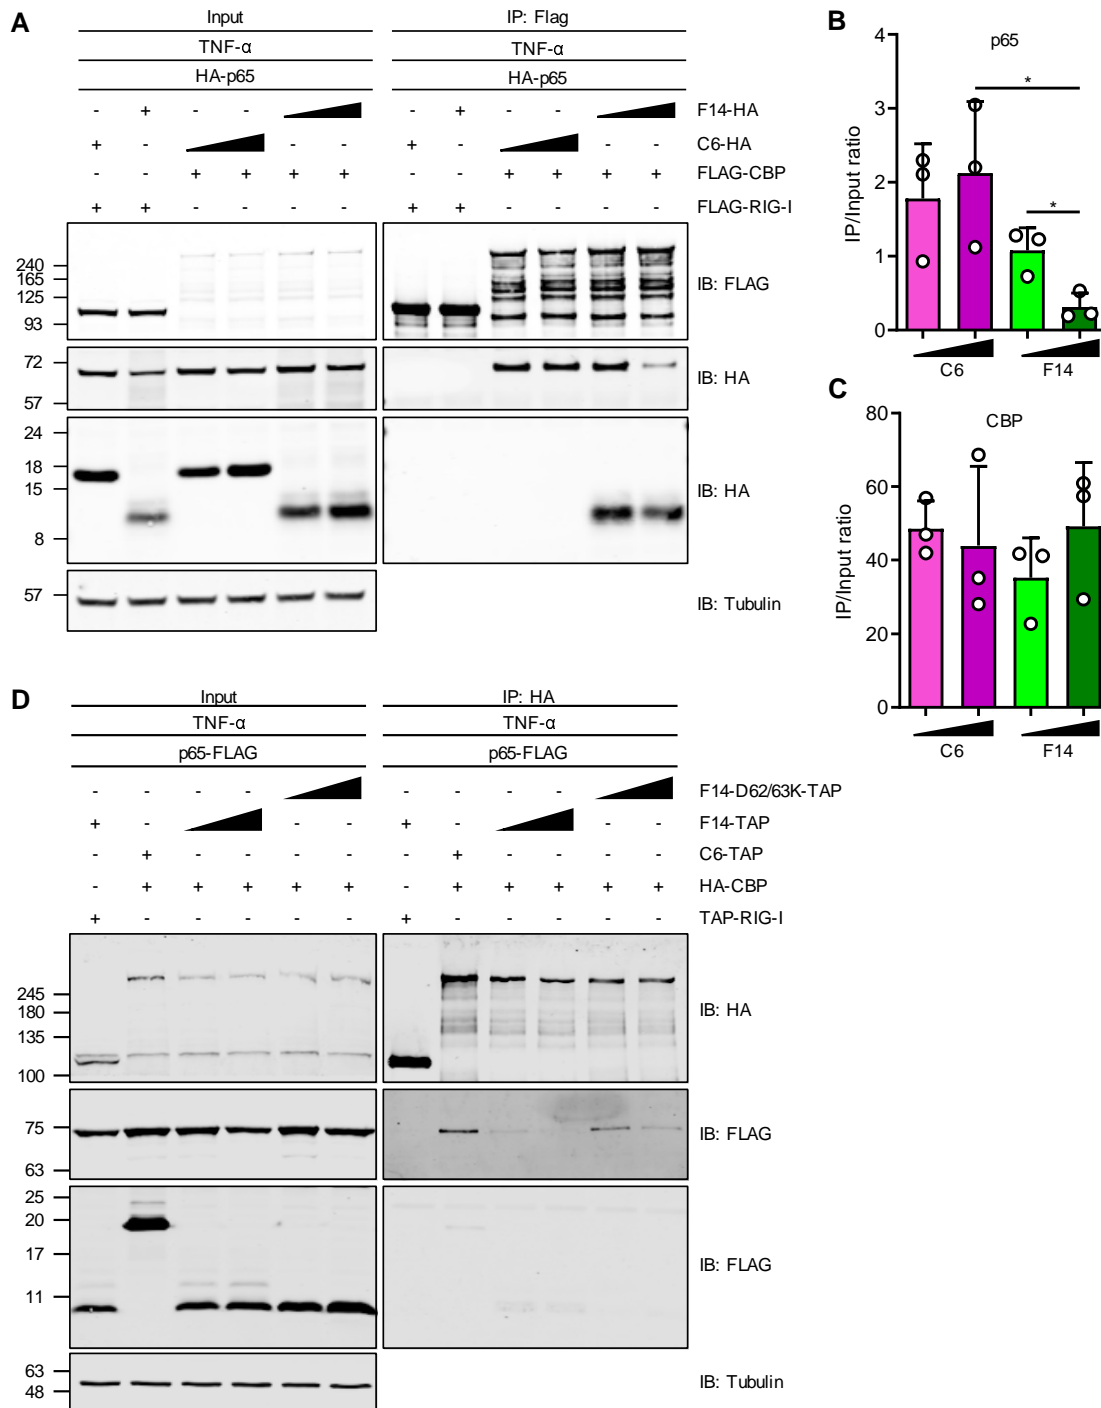 A
Input
IP: Flag
TNF-α
TNF-α
HA-p65
HA-p65
- + - - - + - - F14-HA
+ - - - + - - - C6-HA
- - + + + + - - + + + + FLAG-CBP
+ + - - - - + + - - - - FLAG-RIG-I
240
165
125
93
IB: FLAG
72
57
IB: HA
24
18
15
8
IB: HA
57
IB: Tubulin
B
p65
IP/Input ratio
4
3
2
1
0
*
*
C6
F14
C
CBP
IP/Input ratio
80
60
40
20
0
C6
F14
D
Input
IP: HA
TNF-α
TNF-α
p65-FLAG
p65-FLAG
- - - - - - - - F14-D62/63K-TAP
+ - - - + - - - F14-TAP
- + - - - - - + - - - - C6-TAP
- + + + + + - + + + + + HA-CBP
+ - - - - - + - - - - - TAP-RIG-I
245
180
135
100
IB: HA
75
63
IB: FLAG
25
20
17
11
IB: FLAG
63
48
IB: Tubulin